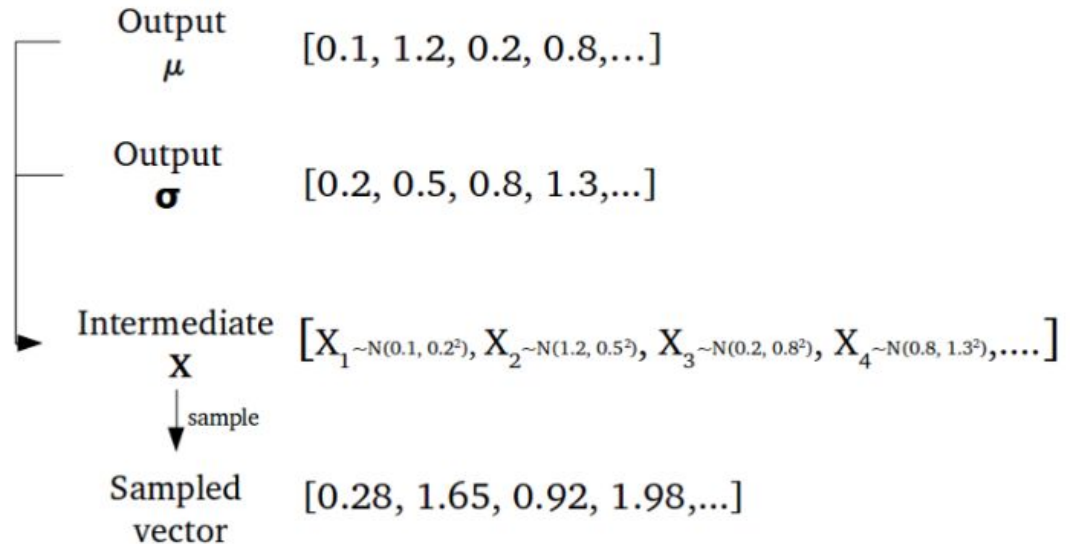 Output
μ
[0.1, 1.2, 0.2, 0.8,...]
Output
σ
[0.2, 0.5, 0.8, 1.3,...]
Intermediate
X
[X₁~N(0.1, 0.2²), X₂~N(1.2, 0.5²), X₃~N(0.2, 0.8²), X₄~N(0.8, 1.3²),....]
sample
Sampled
vector
[0.28, 1.65, 0.92, 1.98,...]